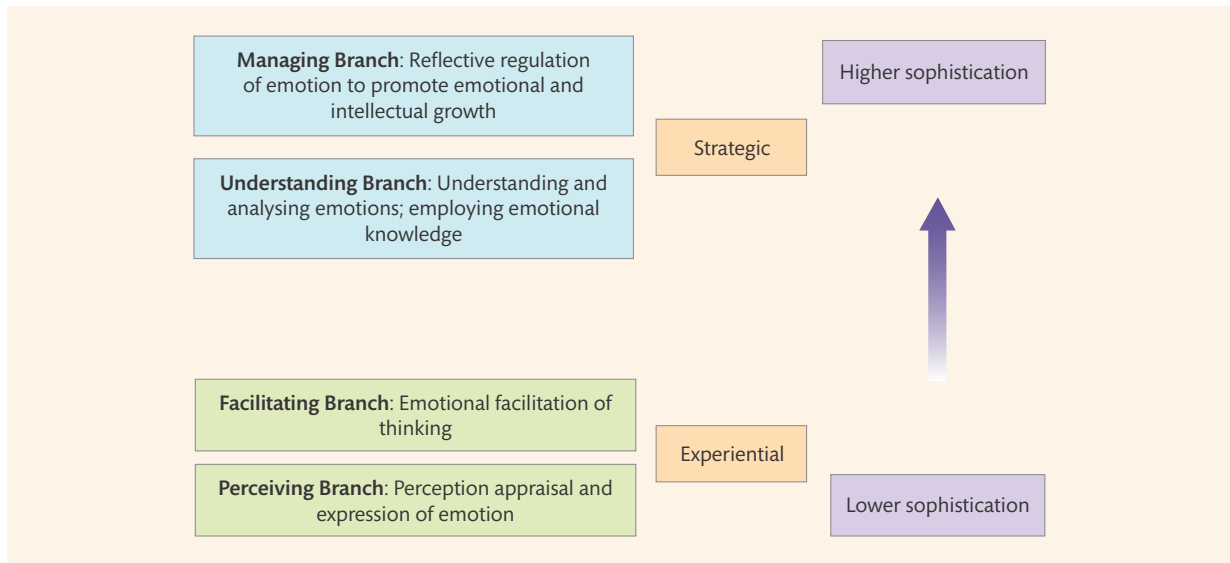 Managing Branch: Reflective regulation
of emotion to promote emotional and
intellectual growth
Higher sophistication
Strategic
Understanding Branch: Understanding and
analysing emotions; employing emotional
knowledge
Facilitating Branch: Emotional facilitation of
thinking
Experiential
Perceiving Branch: Perception appraisal and
expression of emotion
Lower sophistication